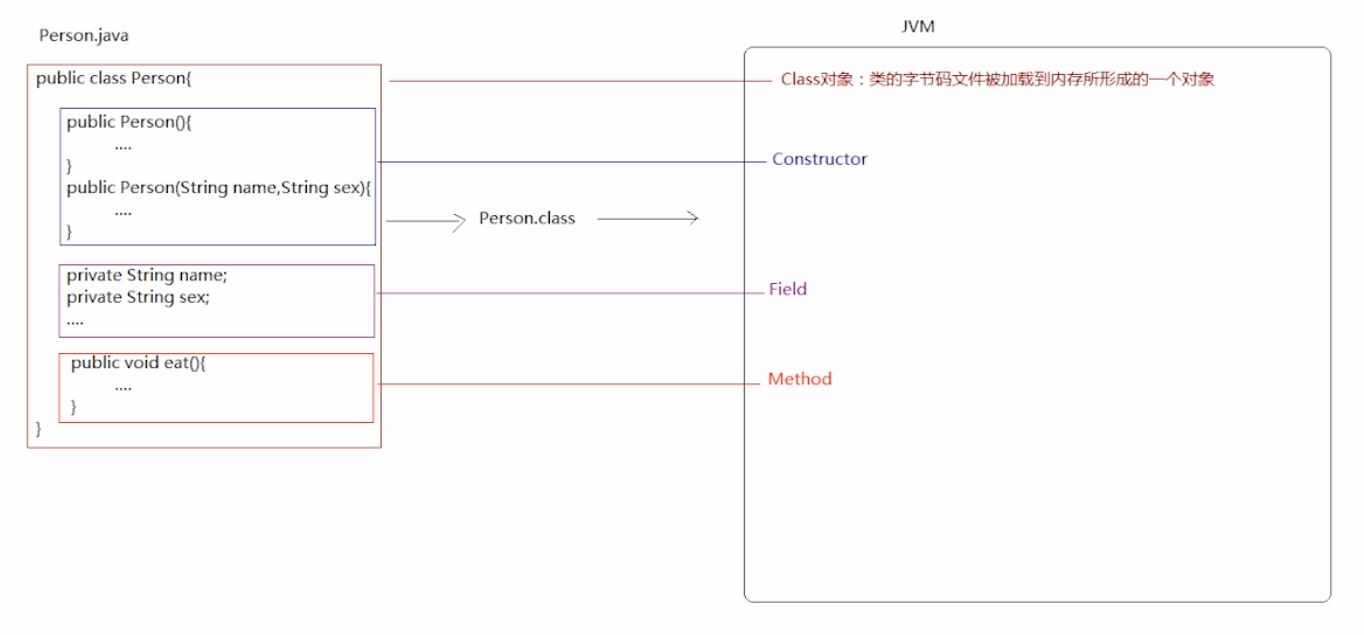 Person.java
public class Person{
public Person(){
....
}
public Person(String name,String sex){
....
}
private String name;
private String sex;
....
public void eat(){
....
}
}
Person.class
JVM
Class对象：类的字节码文件被加载到内存所形成的一个对象
Constructor
Field
Method